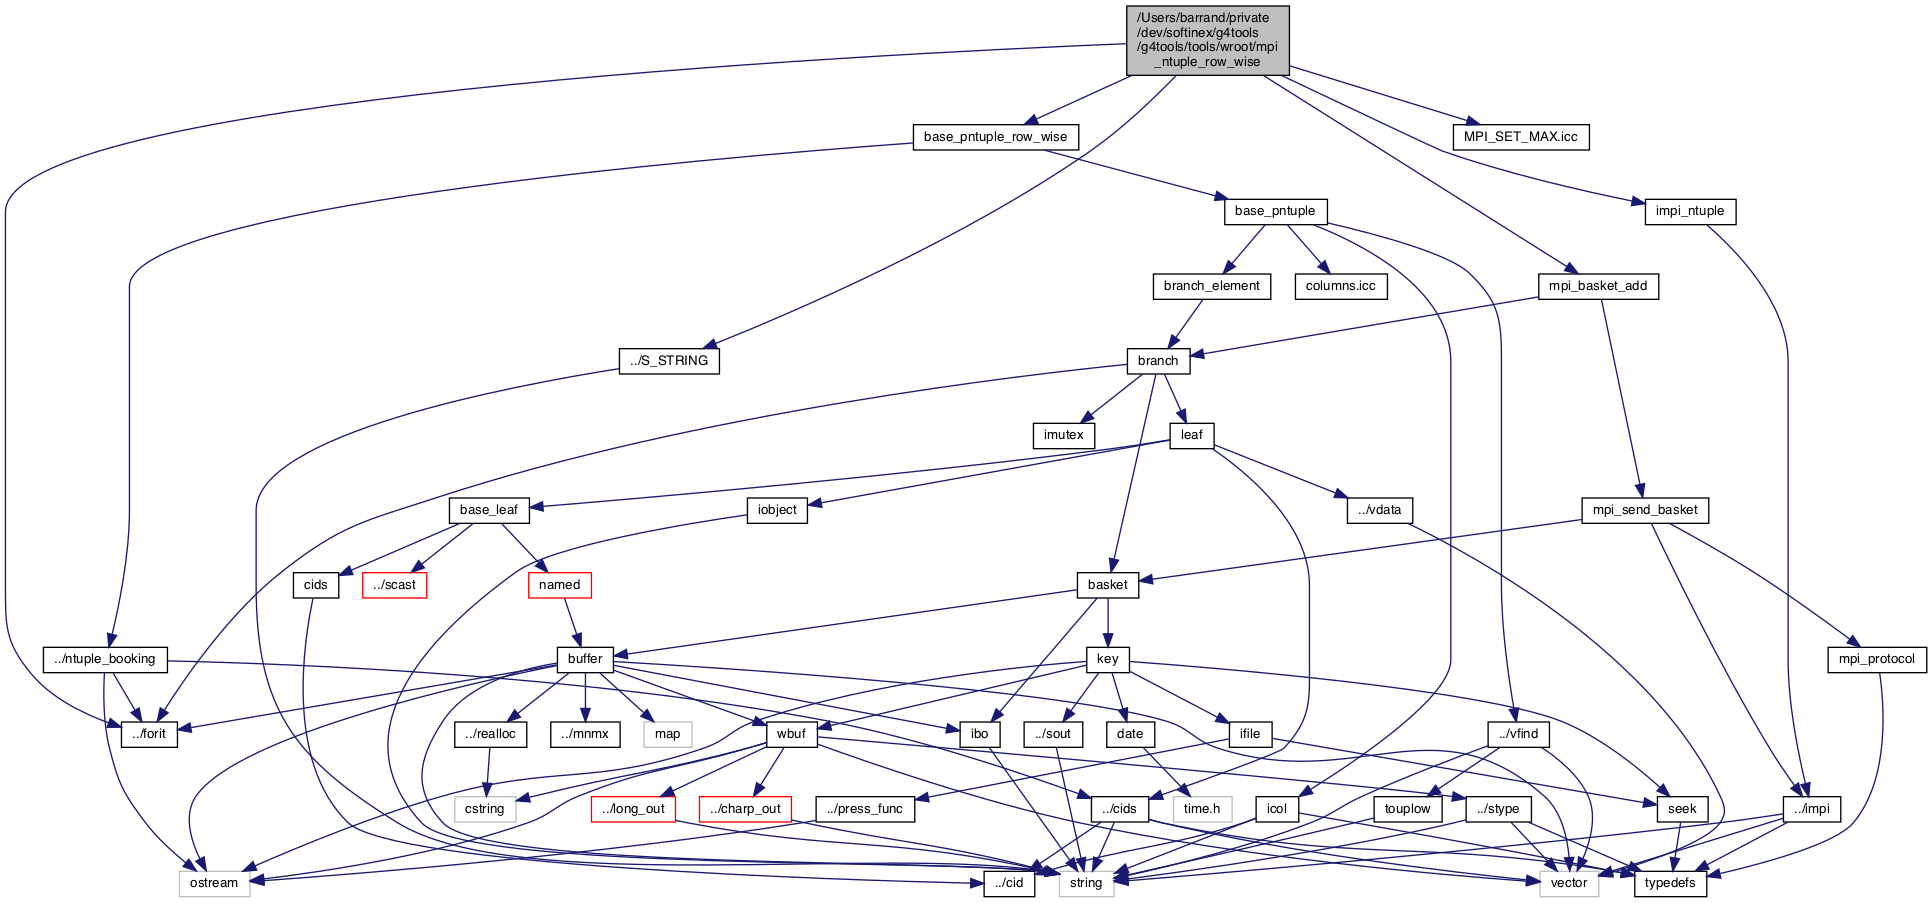 /Users/barrand/private
/dev/softinex/g4tools
/g4tools/tools/wroot/mpi
_ntuple_row_wise
base_pntuple_row_wise
MPI_SET_MAX.icc
base_pntuple
impi_ntuple
branch_element
columns.icc
mpi_basket_add
../S_STRING
branch
imutex
leaf
base_leaf
iobject
../vdata
mpi_send_basket
cids
../scast
named
basket
../ntuple_booking
buffer
key
mpi_protocol
../forit
../realloc
../mnmx
map
wbuf
ibo
../sout
date
ifile
../vfind
cstring
../long_out
../charp_out
../press_func
../cids
time.h
icol
touplow
../stype
seek
../impi
ostream
../cid
string
vector
typedefs